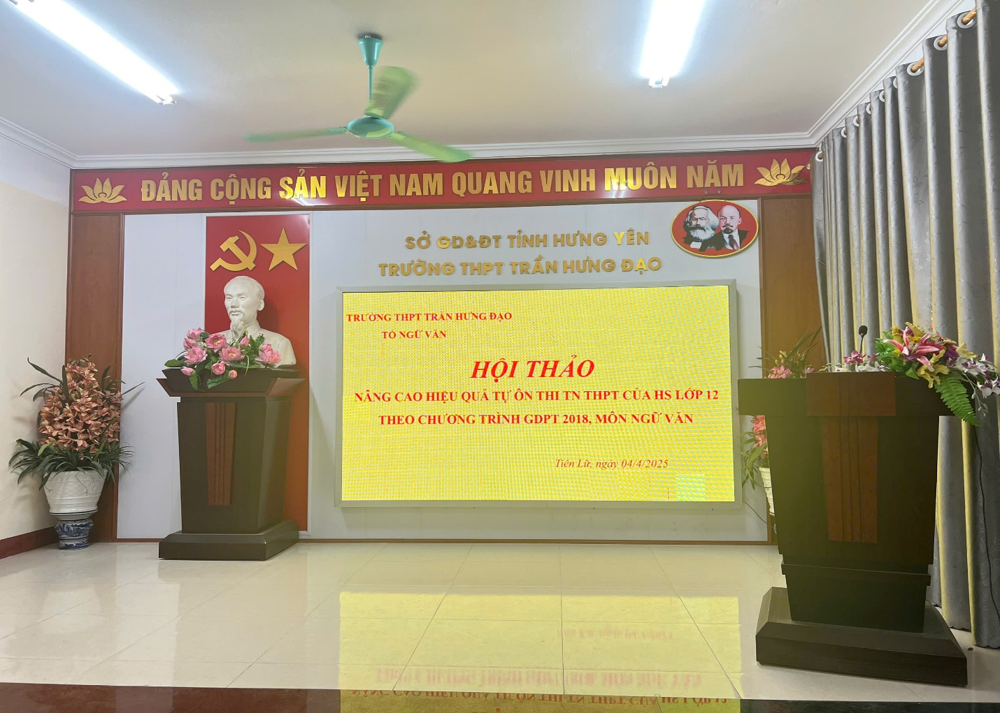 ĐẢNG CỘNG SẢN VIỆT NAM QUANG VINH MUÔN NĂM
SỞ GD&ĐT TỈNH HƯNG YÊN
TRƯỜNG THPT TRẦN HƯNG ĐẠO
TRƯỜNG THPT TRẦN HƯNG ĐẠO
TỔ NGỮ VĂN
HỘI THẢO
NÂNG CAO HIỆU QUẢ TỰ ÔN THI TN THPT CỦA HS LỚP 12
THEO CHƯƠNG TRÌNH GDPT 2018, MÔN NGỮ VĂN
Tiên Lữ, ngày 04/4/2025